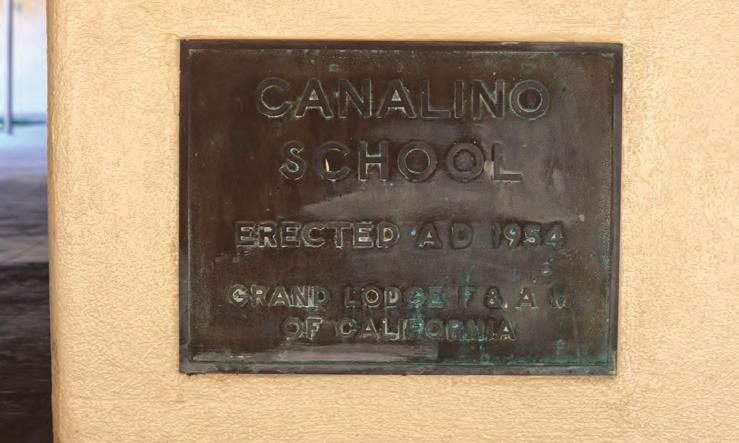 CANALINO
SCHOOL
ERECTED A D 1954
GRAND LODGE F & A M
OF CALIFORNIA